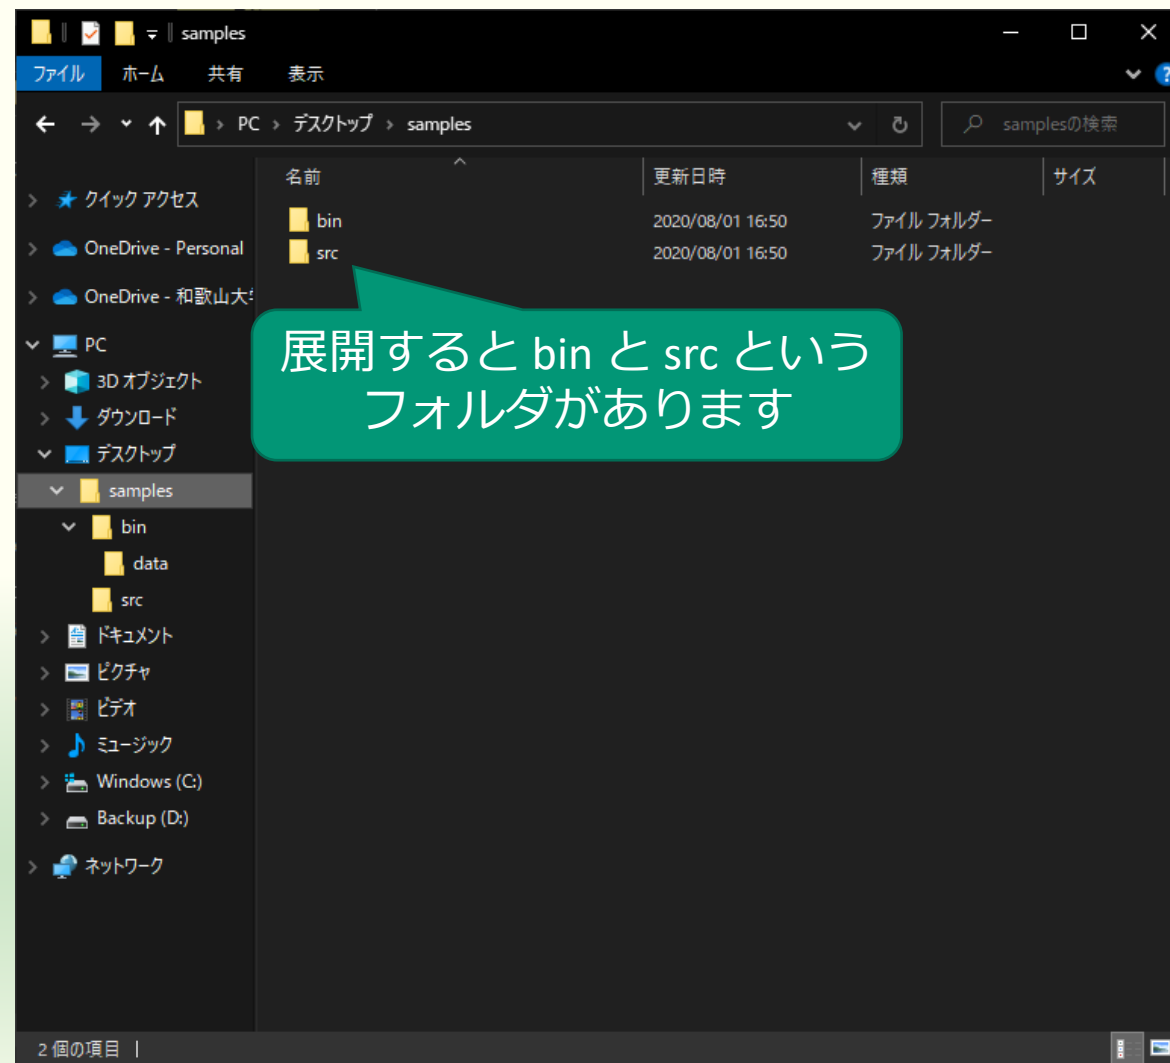 samples
ファイル ホーム 共有 表示
PC › デスクトップ › samples
samplesの検索
名前 更新日時 種類 サイズ
クイック アクセス
bin 2020/08/01 16:50 ファイル フォルダー
OneDrive - Personal
src 2020/08/01 16:50 ファイル フォルダー
OneDrive - 和歌山大
展開すると bin と src という
フォルダがあります
PC
3D オブジェクト
ダウンロード
デスクトップ
samples
bin
data
src
ドキュメント
ピクチャ
ビデオ
ミュージック
Windows (C:)
Backup (D:)
ネットワーク
2 個の項目